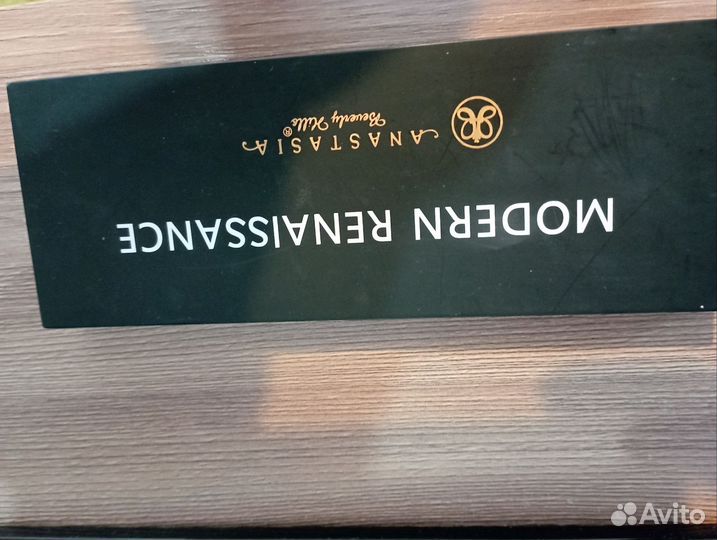 ANASTASIA
Beverly Hills®
MODERN RENAISSANCE
Avito